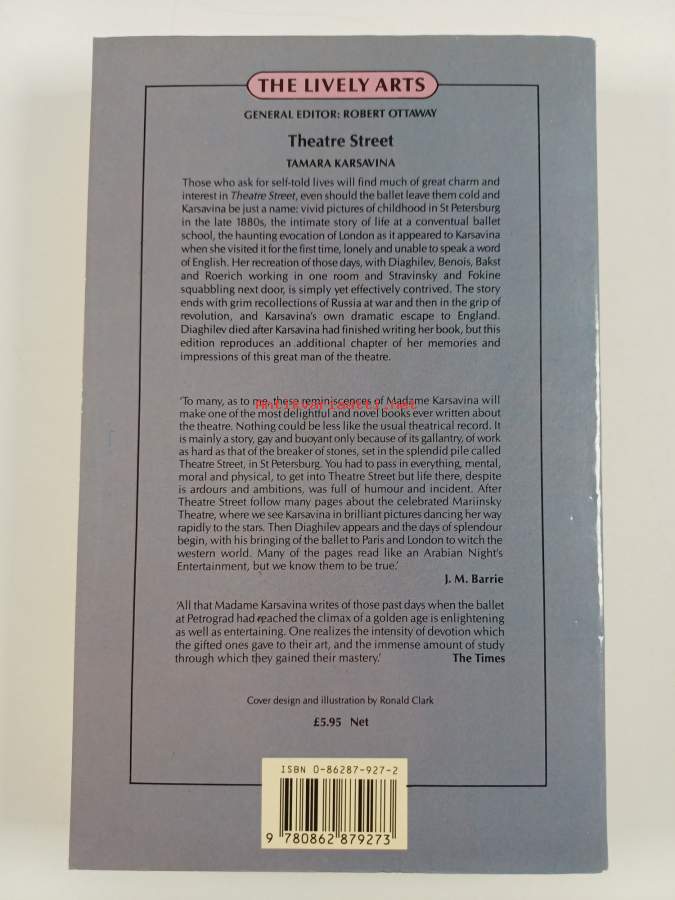 THE LIVELY ARTS
GENERAL EDITOR: ROBERT OTTAWAY
Theatre Street
TAMARA KARSAVINA
Those who ask for self-told lives will find much of great charm and
interest in Theatre Street, even should the ballet leave them cold and
Karsavina be just a name: vivid pictures of childhood in St Petersburg
in the late 1880s, the intimate story of life at a conventual ballet
school, the haunting evocation of London as it appeared to Karsavina
when she visited it for the first time, lonely and unable to speak a word
of English. Her recreation of those days, with Diaghilev, Benois, Bakst
and Roerich working in one room and Stravinsky and Fokine
squabbling next door, is simply yet effectively contrived. The story
ends with grim recollections of Russia at war and then in the grip of
revolution, and Karsavina's own dramatic escape to England.
Diaghilev died after Karsavina had finished writing her book, but this
edition reproduces an additional chapter of her memories and
impressions of this great man of the theatre.
'To many, as to me, these reminiscences of Madame Karsavina will
Antikvariaatti.net
make one of the most delightful and novel books ever written about
the theatre. Nothing could be less like the usual theatrical record. It
is mainly a story, gay and buoyant only because of its gallantry, of work
as hard as that of the breaker of stones, set in the splendid pile called
Theatre Street, in St Petersburg. You had to pass in everything, mental,
moral and physical, to get into Theatre Street but life there, despite
is ardours and ambitions, was full of humour and incident. After
Theatre Street follow many pages about the celebrated Mariinsky
Theatre, where we see Karsavina in brilliant pictures dancing her way
rapidly to the stars. Then Diaghilev appears and the days of splendour
begin, with his bringing of the ballet to Paris and London to witch the
western world. Many of the pages read like an Arabian Night's
Entertainment, but we know them to be true.'
J. M. Barrie
'All that Madame Karsavina writes of those past days when the ballet
at Petrograd had reached the climax of a golden age is enlightening
as well as entertaining. One realizes the intensity of devotion which
the gifted ones gave to their art, and the immense amount of study
through which they gained their mastery.' The Times
Cover design and illustration by Ronald Clark
£5.95 Net
ISBN 0-86287-927-2
9 780862 879273